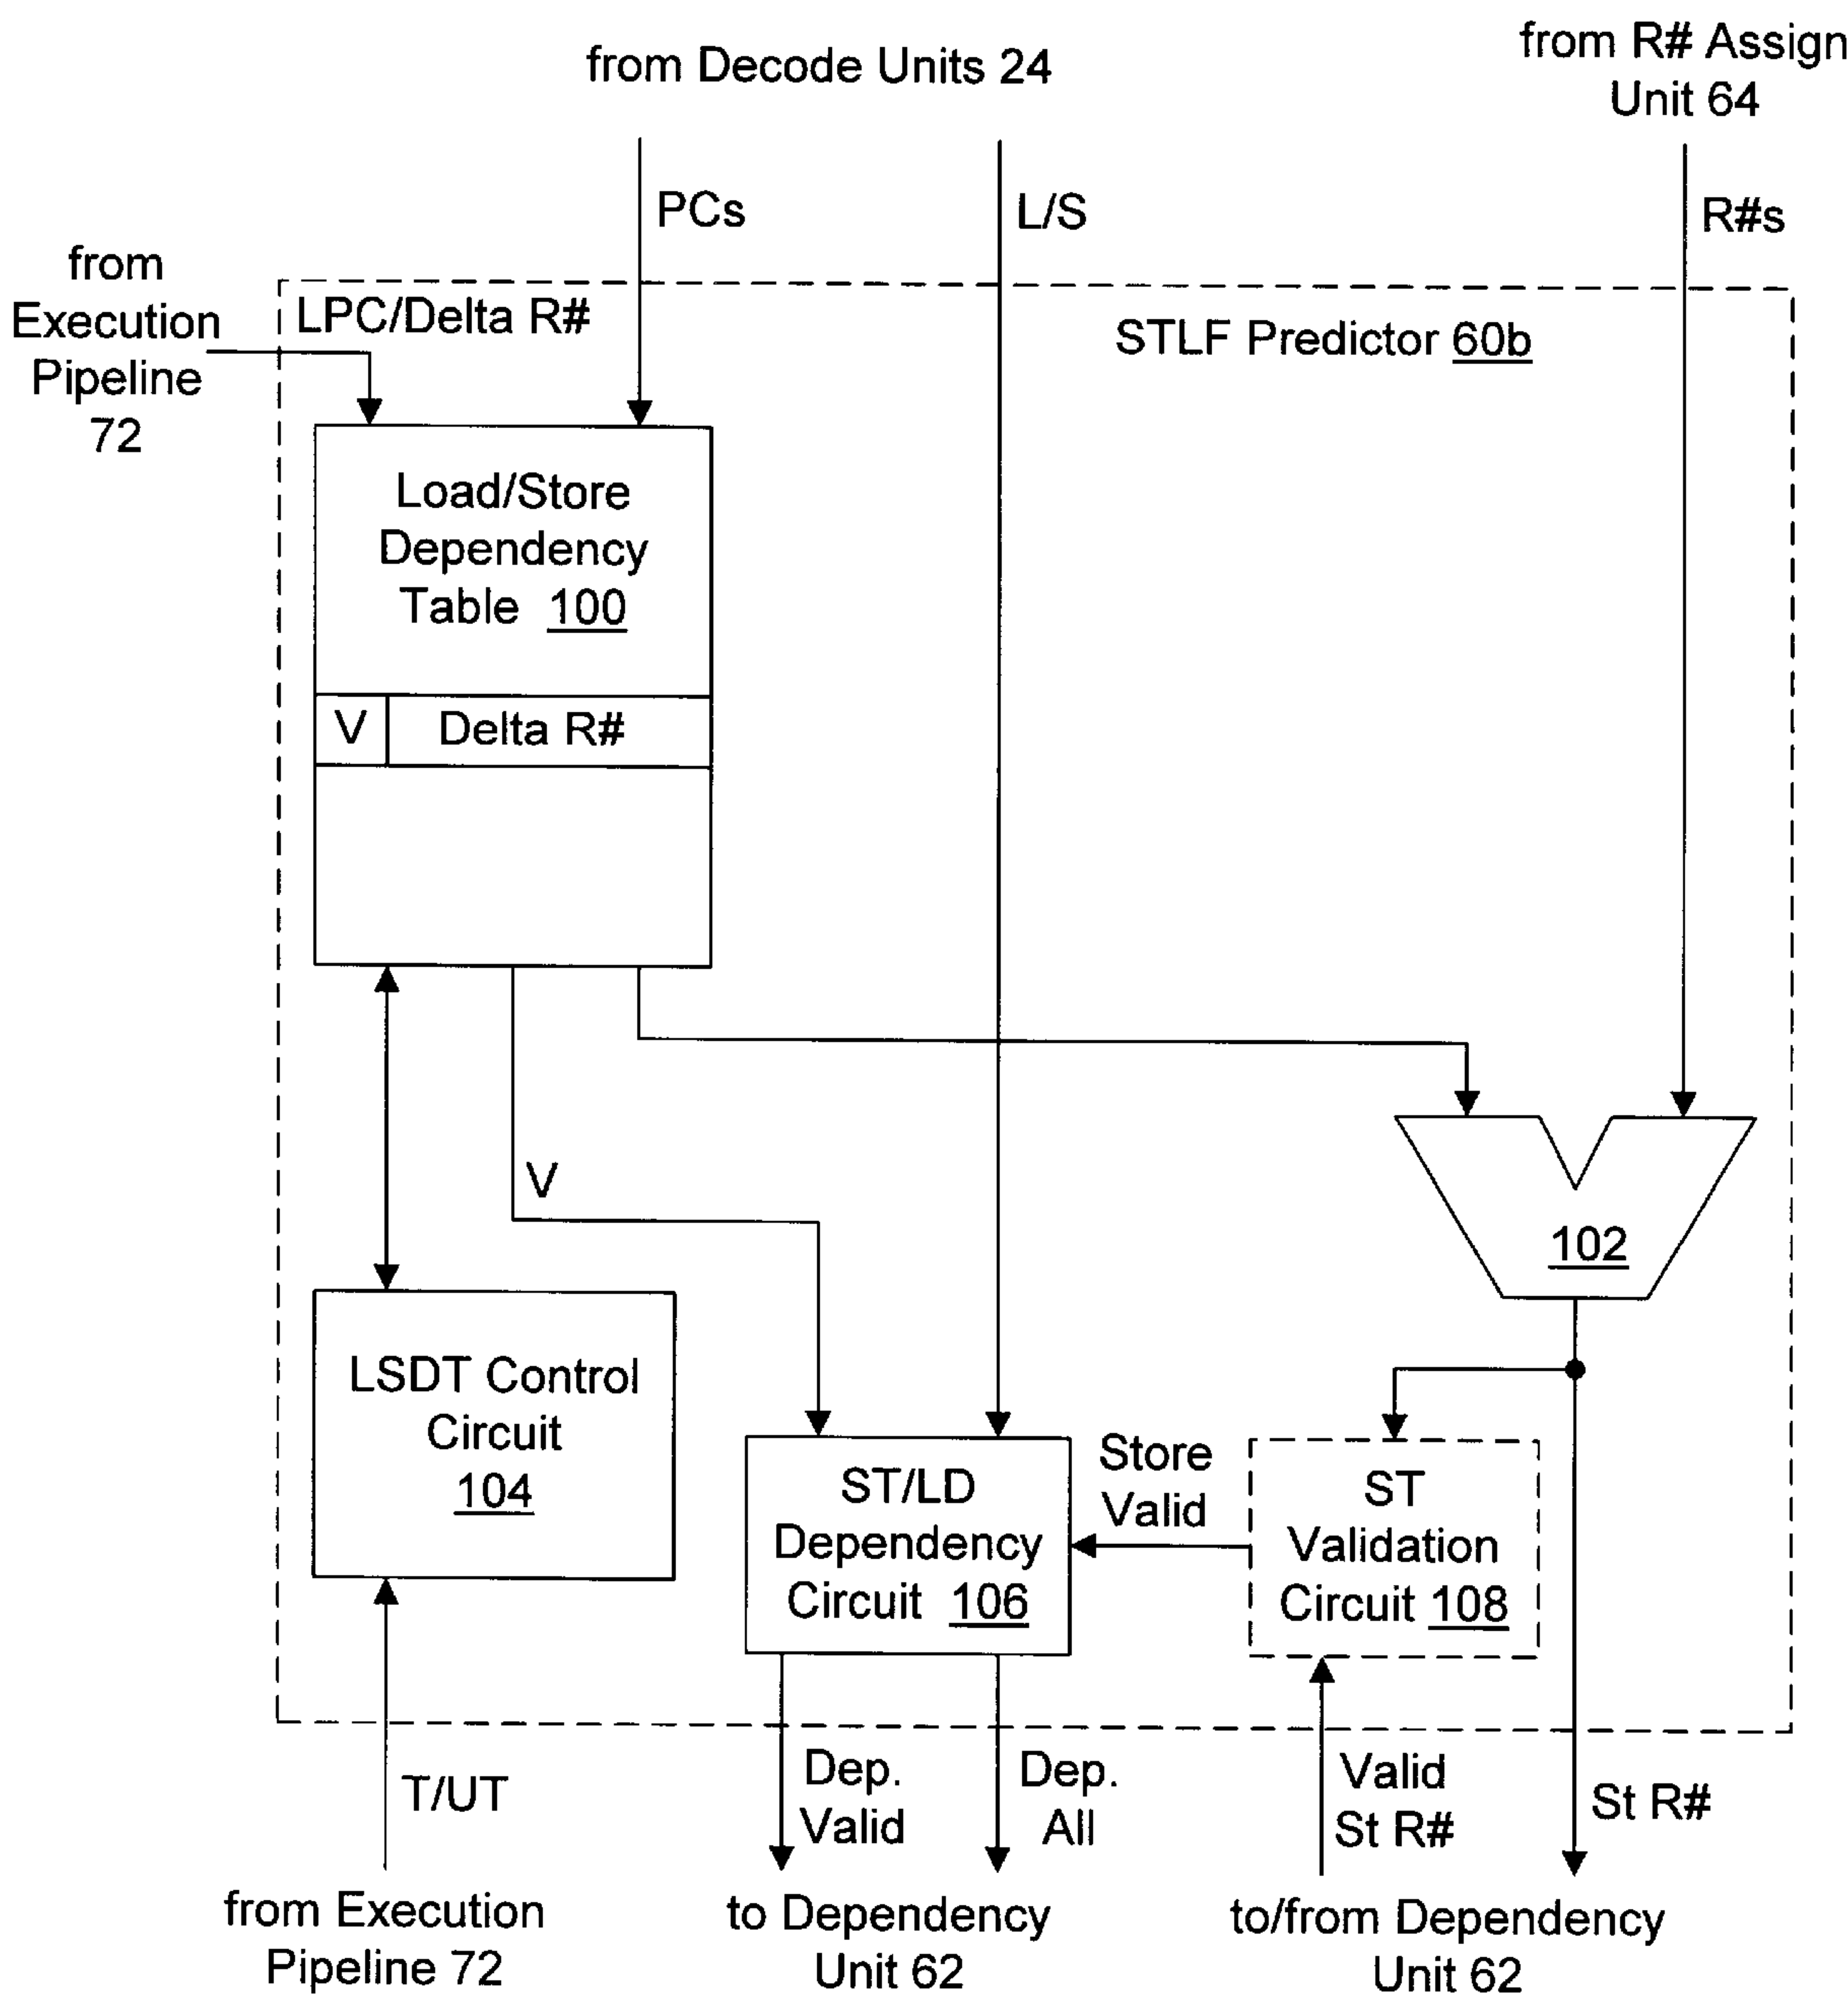 from Decode Units 24
from R# Assign
Unit 64
PCs
L/S
R#s
from
Execution
Pipeline
72
LPC/Delta R#
STLF Predictor 60b
Load/Store
Dependency
Table 100
V
Delta R#
V
102
LSDT Control
Circuit
104
ST/LD
Dependency
Circuit 106
Store
Valid
ST
Validation
Circuit 108
T/UT
Dep.
Valid
Dep.
All
Valid
St R#
St R#
from Execution
Pipeline 72
to Dependency
Unit 62
to/from Dependency
Unit 62